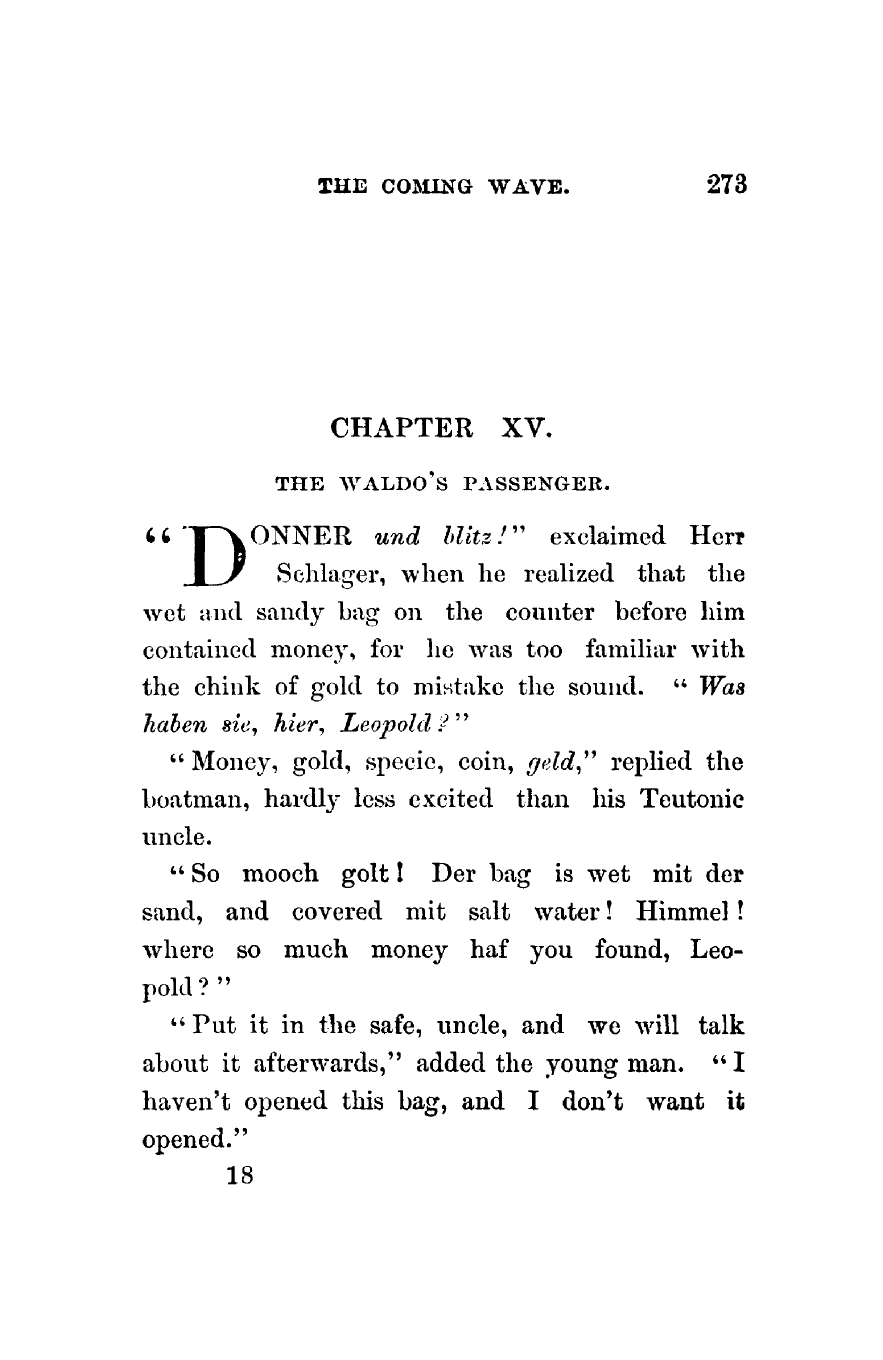 THE COMING WAVE. 273
CHAPTER XV.
THE WALDO'S PASSENGER.
"DONNER und blitz!" exclaimed Herr
Schlager, when he realized that the
wet and sandy bag on the counter before him
contained money, for he was too familiar with
the chink of gold to mistake the sound. "Was
haben sie, hier, Leopold?"
"Money, gold, specie, coin, geld," replied the
boatman, hardly less excited than his Teutonic
uncle.
"So mooch golt! Der bag is wet mit der
sand, and covered mit salt water! Himmel!
where so much money haf you found, Leo-
pold?"
"Put it in the safe, uncle, and we will talk
about it afterwards," added the young man. "I
haven't opened this bag, and I don't want it
opened."
18